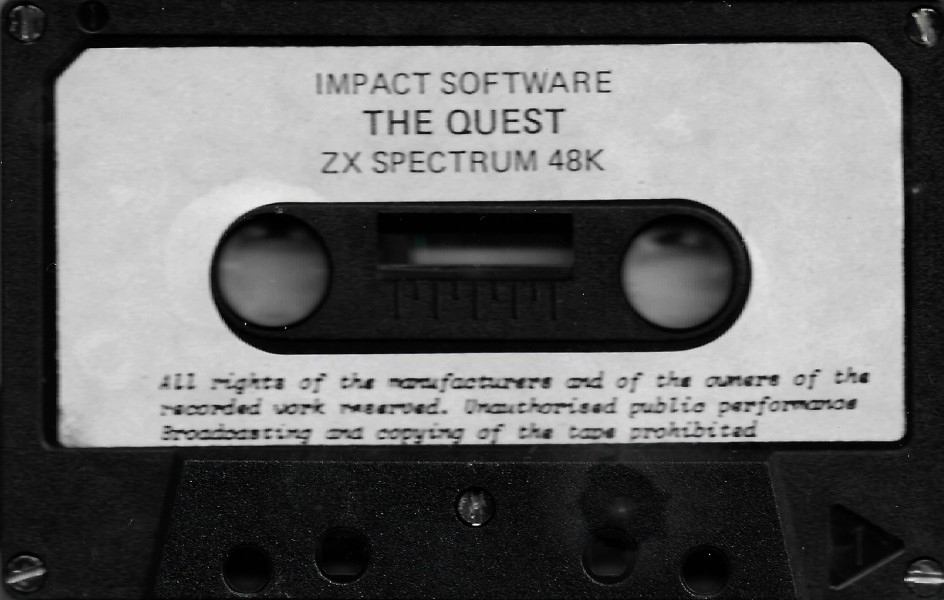 IMPACT SOFTWARE
THE QUEST
ZX SPECTRUM 48K
All rights of the manufacturers and of the owners of the
recorded work reserved. Unauthorised public performance
Broadcasting and copying of the tape prohibited
1